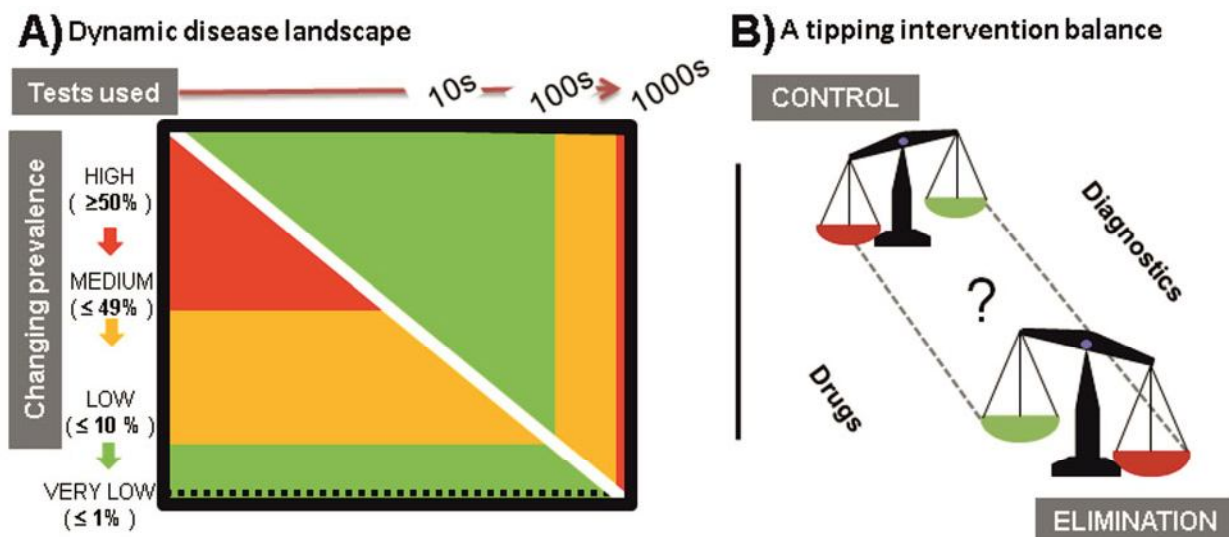 A) Dynamic disease landscape
Tests used
10s
100s
1000s
Changing prevalence
HIGH
( ≥50% )
MEDIUM
(≤ 49% )
LOW
(≤ 10 % )
VERY LOW
(≤ 1% )
B) A tipping intervention balance
CONTROL
Diagnostics
?
Drugs
ELIMINATION